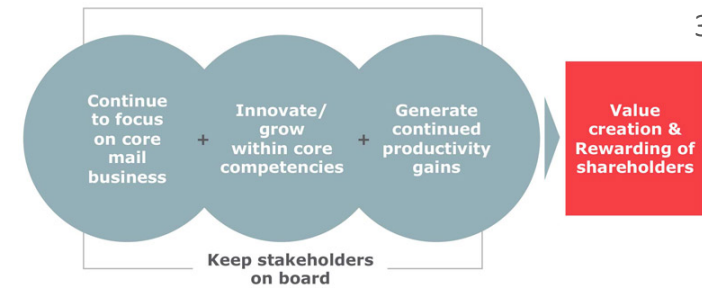 Continue
to focus
on core
mail
business
+
Innovate/
grow
within core
competencies
+
Generate
continued
productivity
gains
Value
creation &
Rewarding of
shareholders
Keep stakeholders
on board